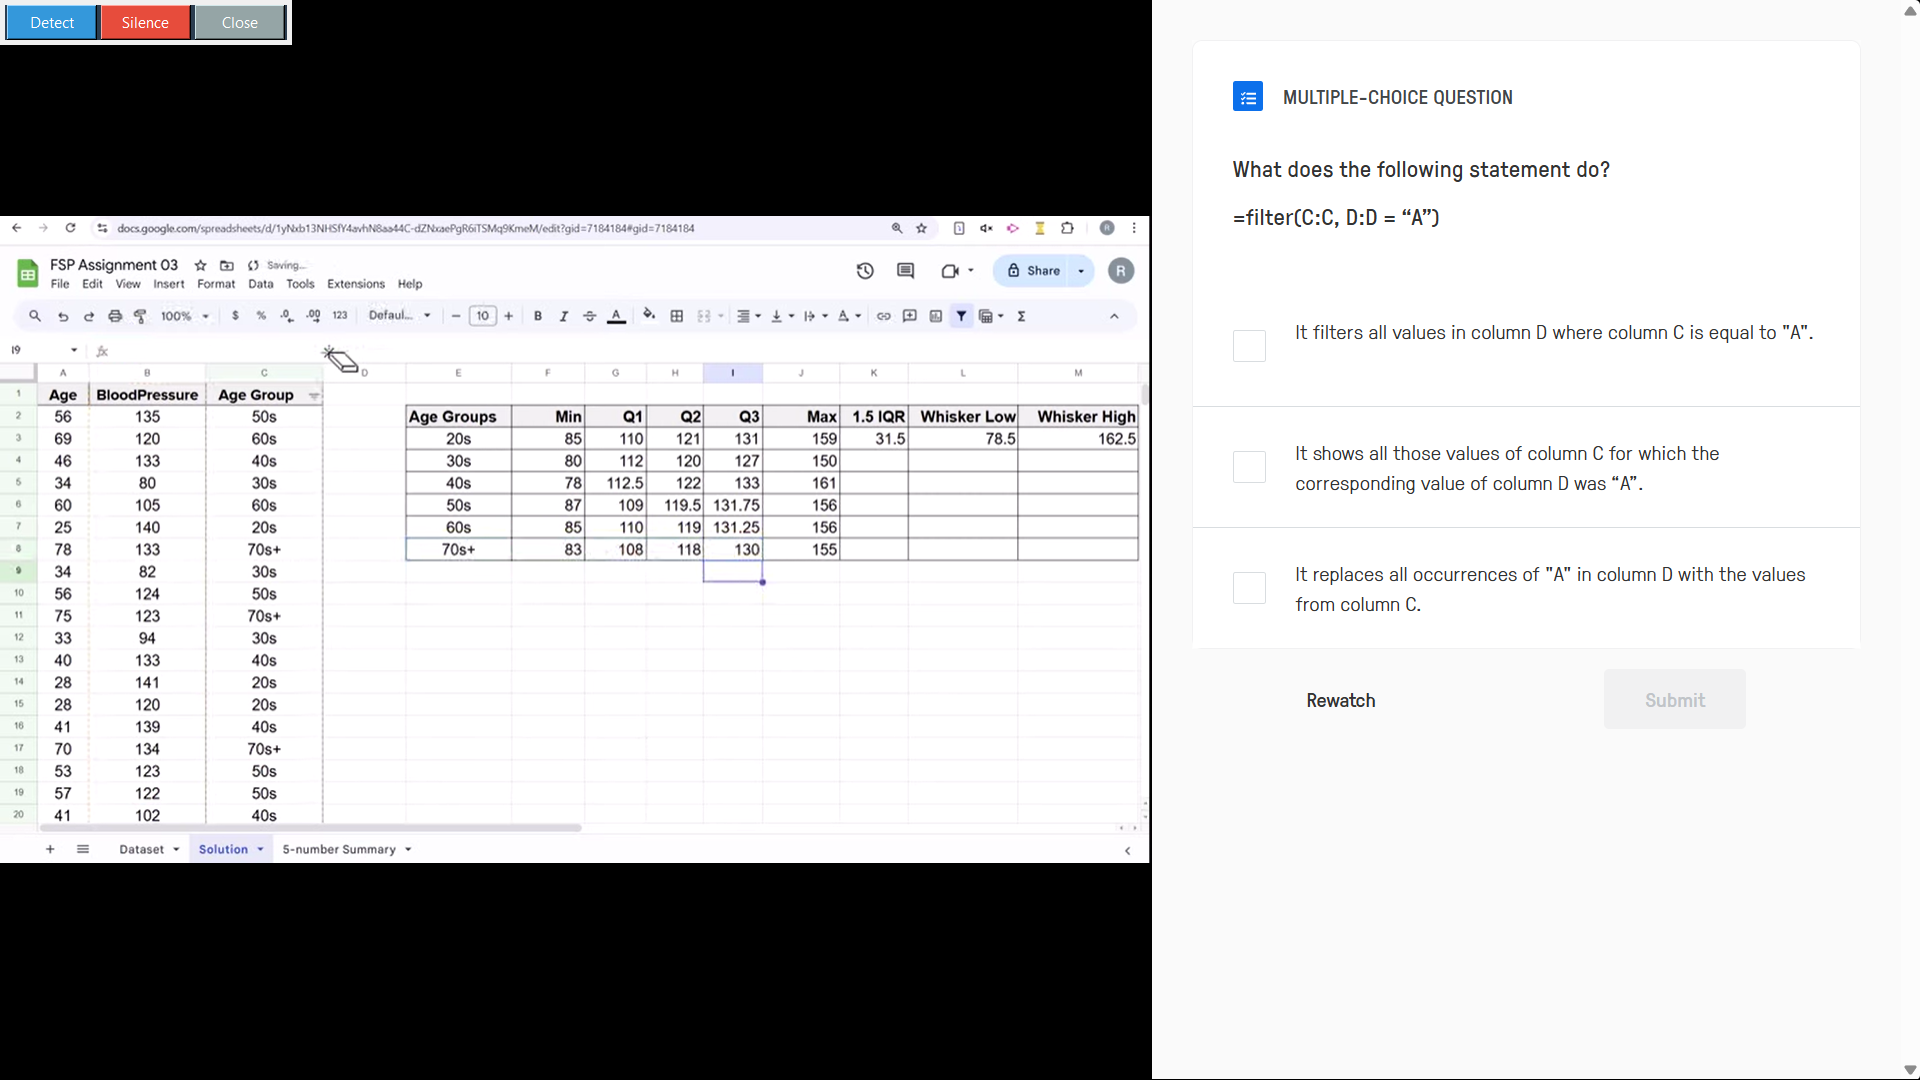 Detect Silence Close
docs.google.com/spreadsheets/d/1yNxb13NHSfY4avhN8aa44C-dZNxaePgR6iTSMq9KmeM/edit?gid=7184184#gid=7184184
FSP Assignment 03 Saving...
File Edit View Insert Format Data Tools Extensions Help
Share R
100% $ % .0 .00 123 Defaul... − 10 + B I A
I9 fx
A B C D E F G H I J K L M
1 Age BloodPressure Age Group
2 56 135 50s Age Groups Min Q1 Q2 Q3 Max 1.5 IQR Whisker Low Whisker High
3 69 120 60s 20s 85 110 121 131 159 31.5 78.5 162.5
4 46 133 40s 30s 80 112 120 127 150
5 34 80 30s 40s 78 112.5 122 133 161
6 60 105 60s 50s 87 109 119.5 131.75 156
7 25 140 20s 60s 85 110 119 131.25 156
8 78 133 70s+ 70s+ 83 108 118 130 155
9 34 82 30s
10 56 124 50s
11 75 123 70s+
12 33 94 30s
13 40 133 40s
14 28 141 20s
15 28 120 20s
16 41 139 40s
17 70 134 70s+
18 53 123 50s
19 57 122 50s
20 41 102 40s
+ Dataset Solution 5-number Summary
MULTIPLE-CHOICE QUESTION
What does the following statement do?
=filter(C:C, D:D = “A”)
It filters all values in column D where column C is equal to "A".
It shows all those values of column C for which the
corresponding value of column D was “A”.
It replaces all occurrences of "A" in column D with the values
from column C.
Rewatch Submit